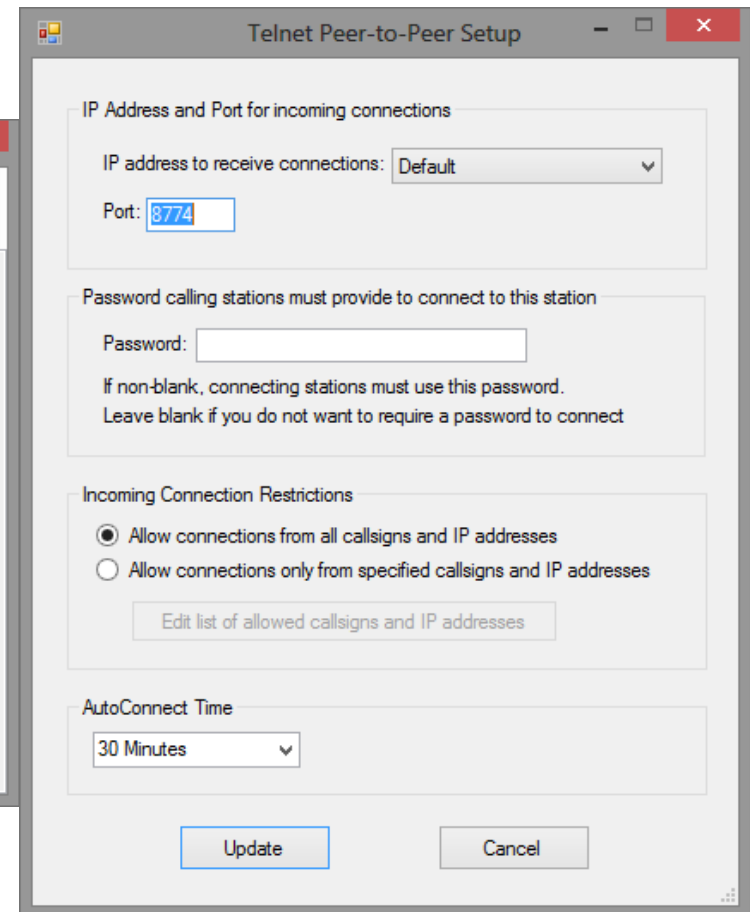 Telnet Peer-to-Peer Setup
IP Address and Port for incoming connections
IP address to receive connections: Default
Port: 8774
Password calling stations must provide to connect to this station
Password:
If non-blank, connecting stations must use this password.
Leave blank if you do not want to require a password to connect
Incoming Connection Restrictions
Allow connections from all callsigns and IP addresses
Allow connections only from specified callsigns and IP addresses
Edit list of allowed callsigns and IP addresses
AutoConnect Time
30 Minutes
Update Cancel